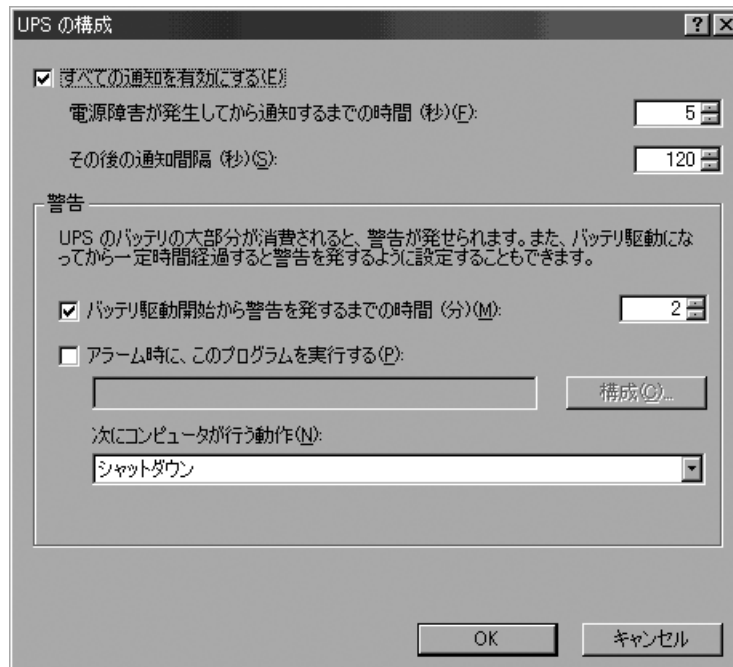 UPS の構成
すべての通知を有効にする(E)
電源障害が発生してから通知するまでの時間 (秒)(F): 5
その後の通知間隔 (秒)(S): 120
警告
UPS のバッテリの大部分が消費されると、警告が発せられます。また、バッテリ駆動にな
ってから一定時間経過すると警告を発するように設定することもできます。
バッテリ駆動開始から警告を発するまでの時間 (分)(M): 2
アラーム時に、このプログラムを実行する(P):
構成(C)...
次にコンピュータが行う動作(N):
シャットダウン
OK キャンセル